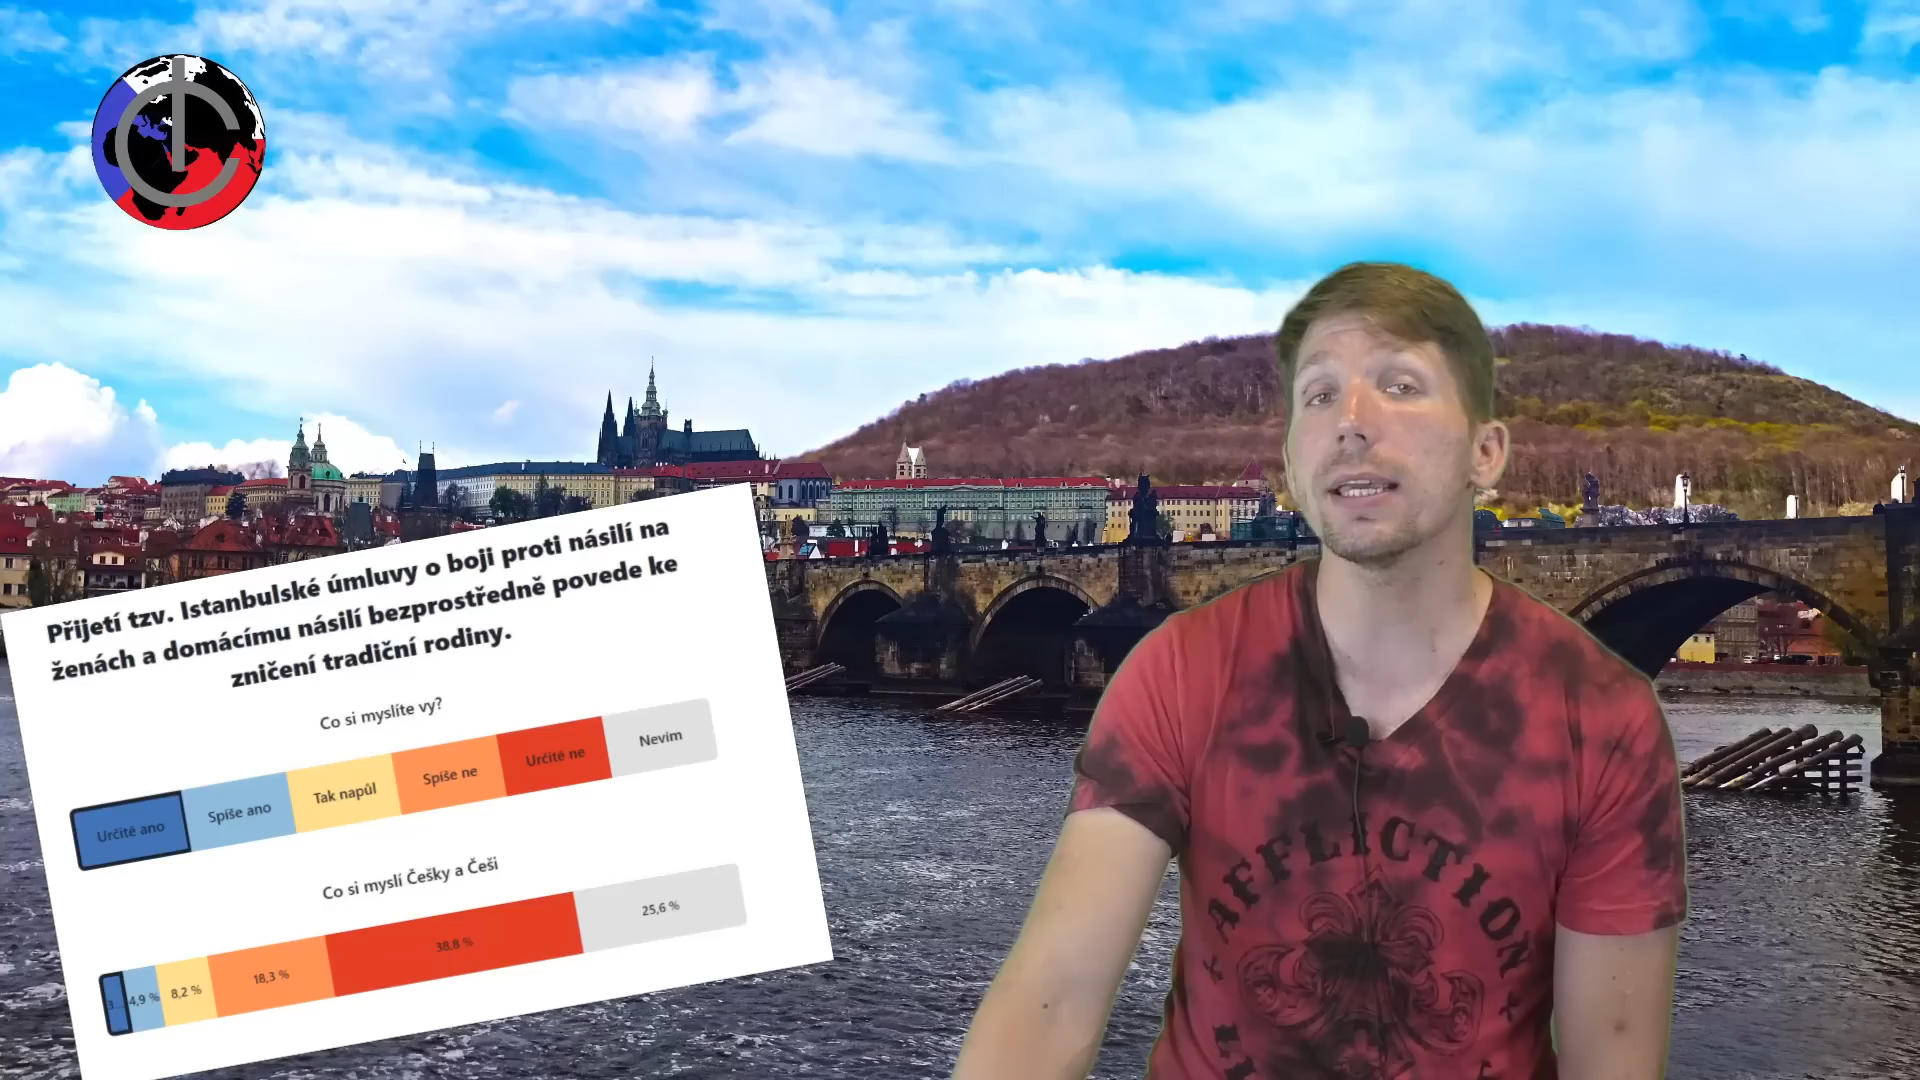 Přijetí tzv. Istanbulské úmluvy o boji proti násilí na
ženách a domácímu násilí bezprostředně povede ke
zničení tradiční rodiny.
Co si myslíte vy?
Určitě ano Spíše ano Tak napůl Spíše ne Určitě ne Nevím
Co si myslí Češky a Češi
3... 4,9 % 8,2 % 18,3 % 38,8 % 25,6 %
AFFLICTION